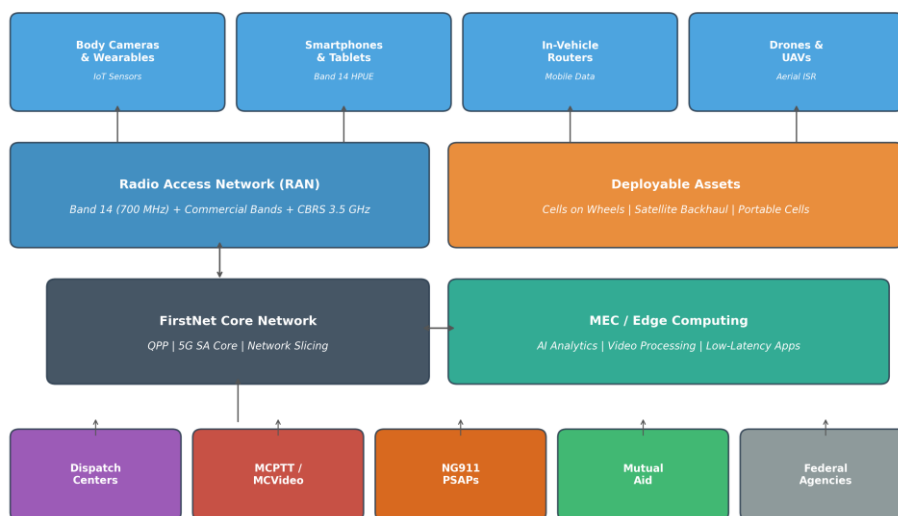 Body Cameras
& Wearables
IoT Sensors
Smartphones
& Tablets
Band 14 HPUE
In-Vehicle
Routers
Mobile Data
Drones &
UAVs
Aerial ISR
Radio Access Network (RAN)
Band 14 (700 MHz) + Commercial Bands + CBRS 3.5 GHz
Deployable Assets
Cells on Wheels | Satellite Backhaul | Portable Cells
FirstNet Core Network
QPP | 5G SA Core | Network Slicing
MEC / Edge Computing
AI Analytics | Video Processing | Low-Latency Apps
Dispatch
Centers
MCPTT /
MCVideo
NG911
PSAPs
Mutual
Aid
Federal
Agencies